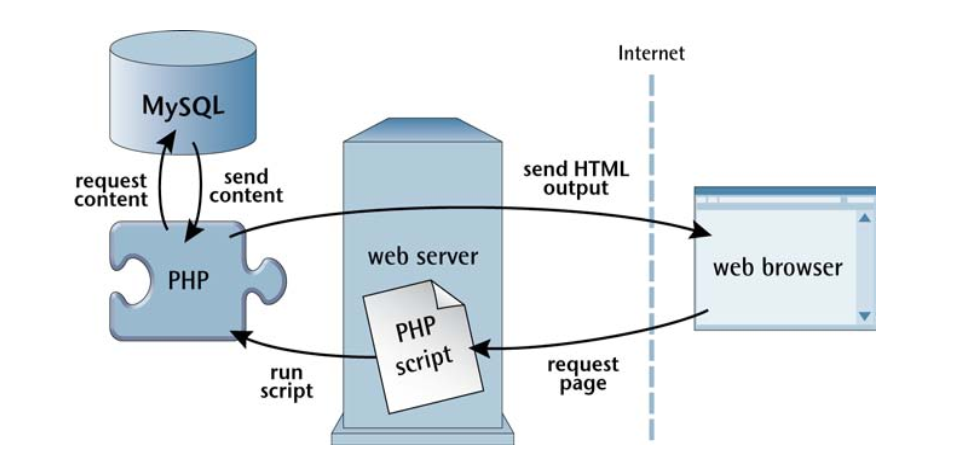 Internet
MySQL
request
content
send
content
send HTML
output
PHP
web server
web browser
PHP
script
run
script
request
page